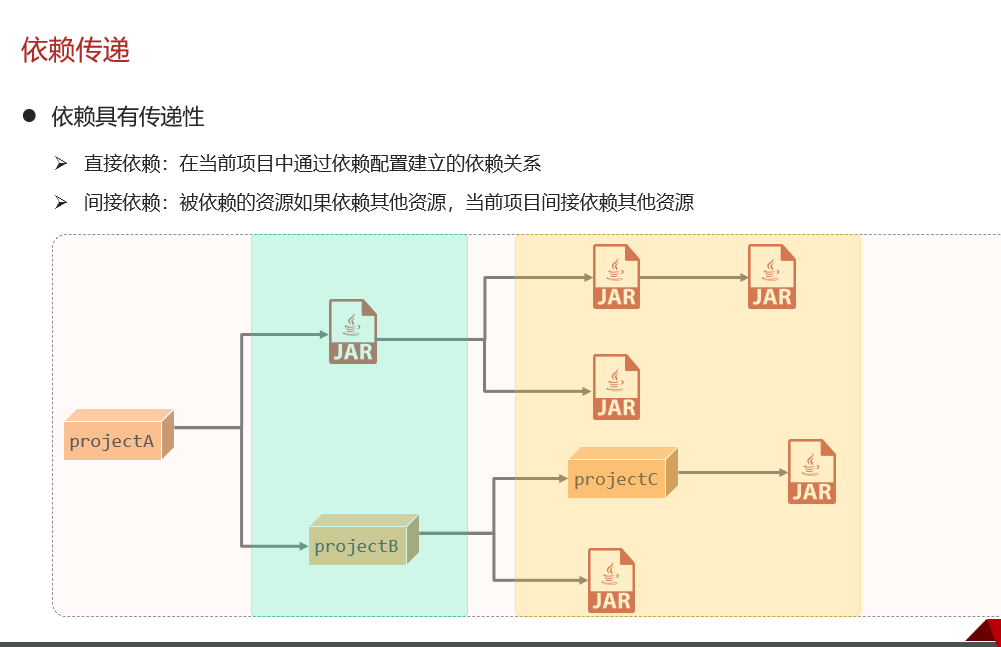 依赖传递
依赖具有传递性
直接依赖：在当前项目中通过依赖配置建立的依赖关系
间接依赖：被依赖的资源如果依赖其他资源，当前项目间接依赖其他资源
JAR
JAR
JAR
JAR
projectA
projectC
JAR
projectB
JAR